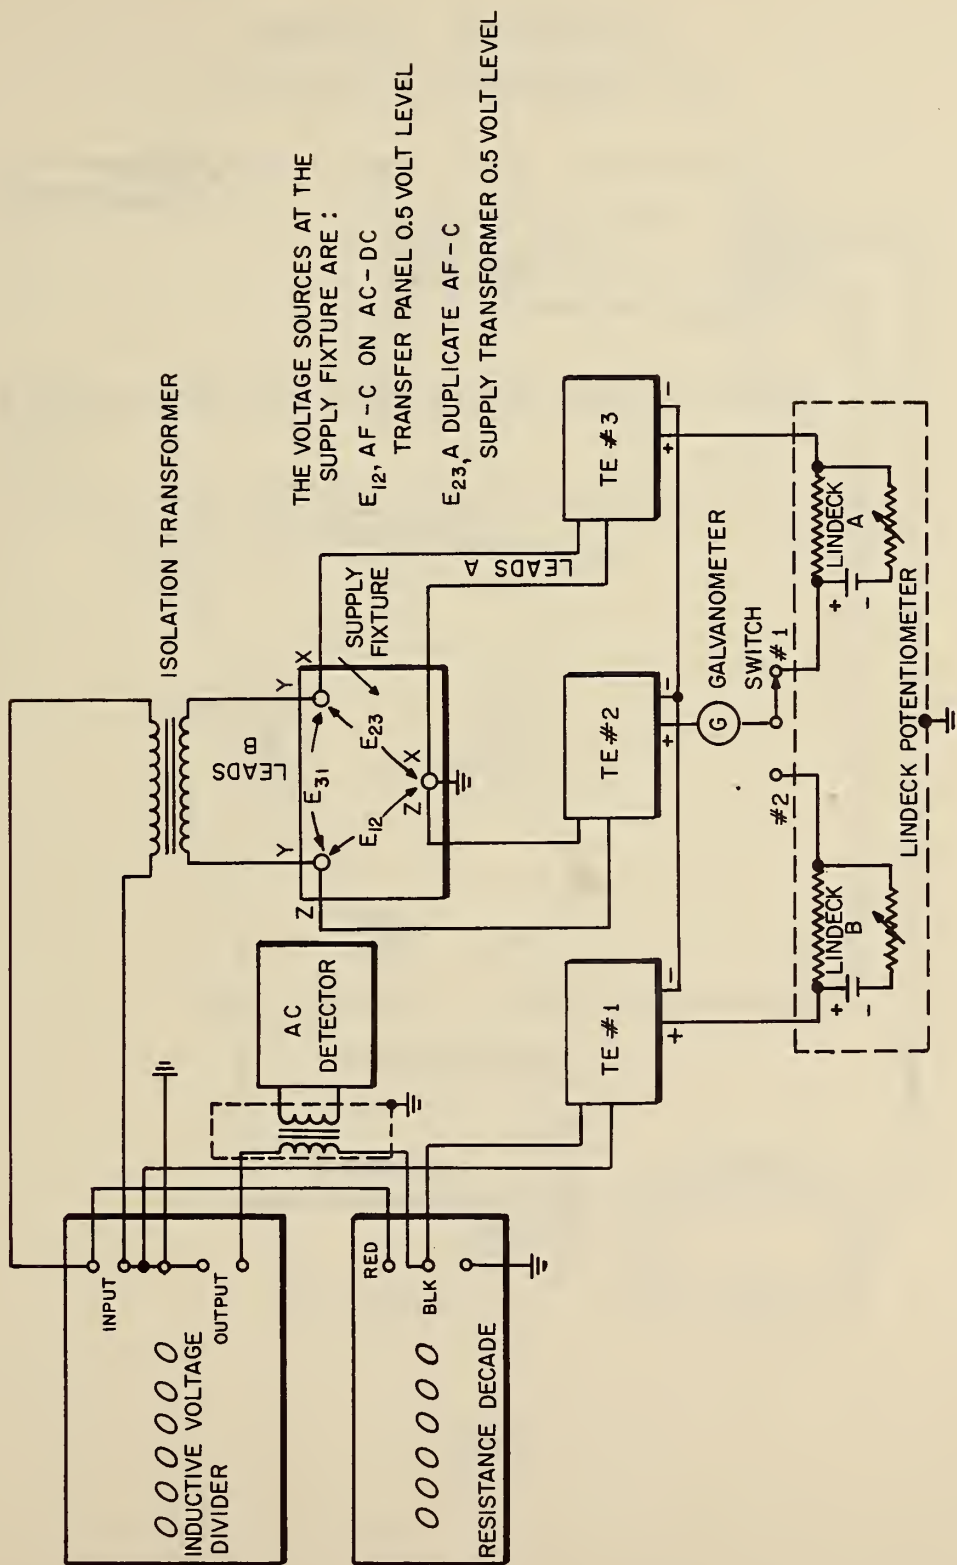 ISOLATION TRANSFORMER
THE VOLTAGE SOURCES AT THE
SUPPLY FIXTURE ARE :
E12, AF-C ON AC-DC
TRANSFER PANEL 0.5 VOLT LEVEL
E23, A DUPLICATE AF-C
SUPPLY TRANSFORMER 0.5 VOLT LEVEL
INPUT
OUTPUT
OOOOOO
INDUCTIVE VOLTAGE
DIVIDER
RED
BLK
OOOOOO
RESISTANCE DECADE
AC
DETECTOR
LEADS
B
Y
Y
Z
X
E31
E12
E23
Z
X
SUPPLY
FIXTURE
LEADS A
TE #1
+
-
TE #2
+
-
TE #3
+
-
G
GALVANOMETER
SWITCH
#2
#1
LINDECK
B
+
-
LINDECK
A
+
-
LINDECK POTENTIOMETER